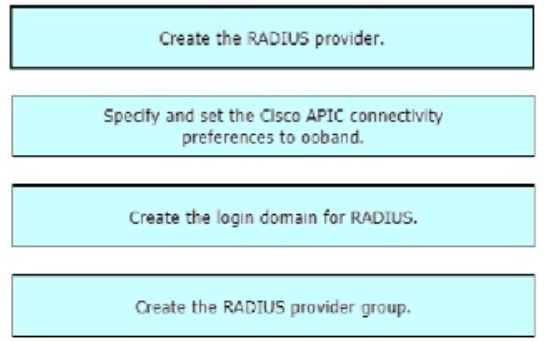 Create the RADIUS provider.
Specify and set the Cisco APIC connectivity
preferences to ooband.
Create the login domain for RADIUS.
Create the RADIUS provider group.